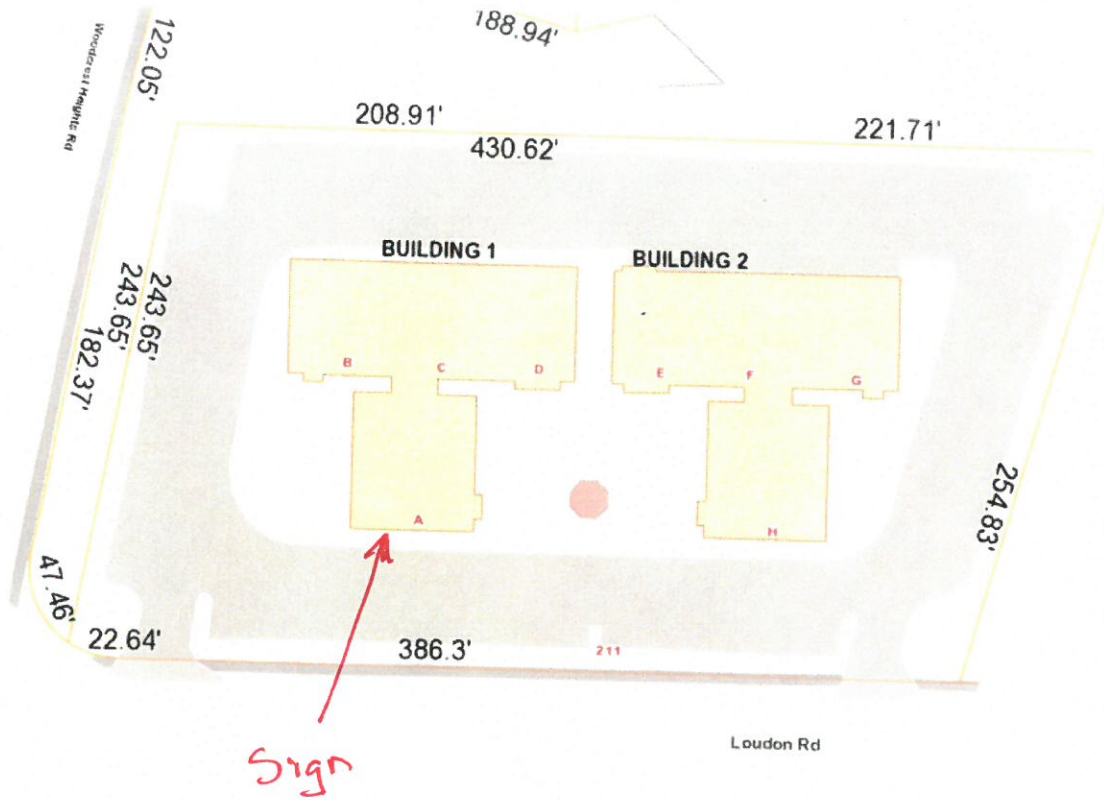 188.94'
122.05'
Woodcrest Heights Rd
208.91'
221.71'
430.62'
BUILDING 1
BUILDING 2
243.65'
243.65'
182.37'
B
C
D
E
F
G
254.83'
A
H
47.46'
22.64'
386.3'
211
Loudon Rd
Sign